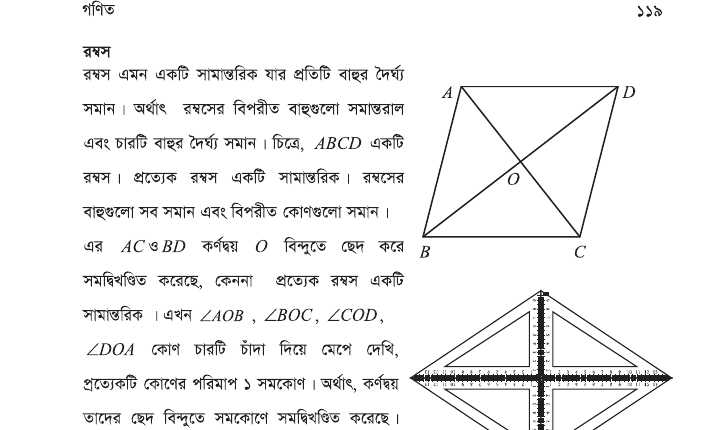 গণিত ১১৯
রম্বস
রম্বস এমন একটি সামান্তরিক যার প্রতিটি বাহুর দৈর্ঘ্য
সমান। অর্থাৎ রম্বসের বিপরীত বাহুগুলো সমান্তরাল
এবং চারটি বাহুর দৈর্ঘ্য সমান। চিত্রে, ABCD একটি
রম্বস। প্রত্যেক রম্বস একটি সামান্তরিক। রম্বসের
বাহুগুলো সব সমান এবং বিপরীত কোণগুলো সমান।
এর AC ও BD কর্ণদ্বয় O বিন্দুতে ছেদ করে
সমদ্বিখণ্ডিত করেছে, কেননা প্রত্যেক রম্বস একটি
সামান্তরিক । এখন ∠AOB , ∠BOC , ∠COD ,
∠DOA কোণ চারটি চাঁদা দিয়ে মেপে দেখি,
প্রত্যেকটি কোণের পরিমাপ ১ সমকোণ। অর্থাৎ, কর্ণদ্বয়
তাদের ছেদ বিন্দুতে সমকোণে সমদ্বিখণ্ডিত করেছে।
A D
O
B C